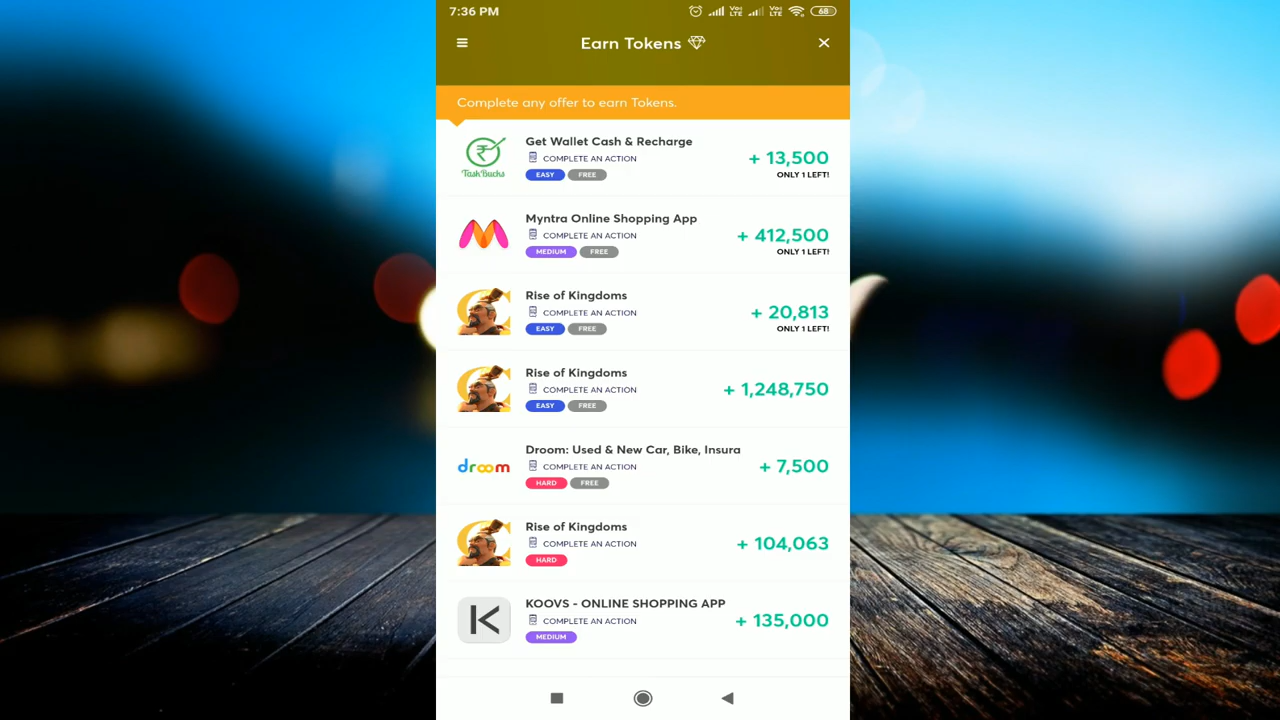 7:36 PM
Vo) LTE Vo) LTE 68
Earn Tokens
Complete any offer to earn Tokens.
TaskBucks
Get Wallet Cash & Recharge
COMPLETE AN ACTION
EASY FREE
+ 13,500
ONLY 1 LEFT!
Myntra Online Shopping App
COMPLETE AN ACTION
MEDIUM FREE
+ 412,500
ONLY 1 LEFT!
Rise of Kingdoms
COMPLETE AN ACTION
EASY FREE
+ 20,813
ONLY 1 LEFT!
Rise of Kingdoms
COMPLETE AN ACTION
EASY FREE
+ 1,248,750
droom
Droom: Used & New Car, Bike, Insura
COMPLETE AN ACTION
HARD FREE
+ 7,500
Rise of Kingdoms
COMPLETE AN ACTION
HARD
+ 104,063
K
KOOVS - ONLINE SHOPPING APP
COMPLETE AN ACTION
MEDIUM
+ 135,000